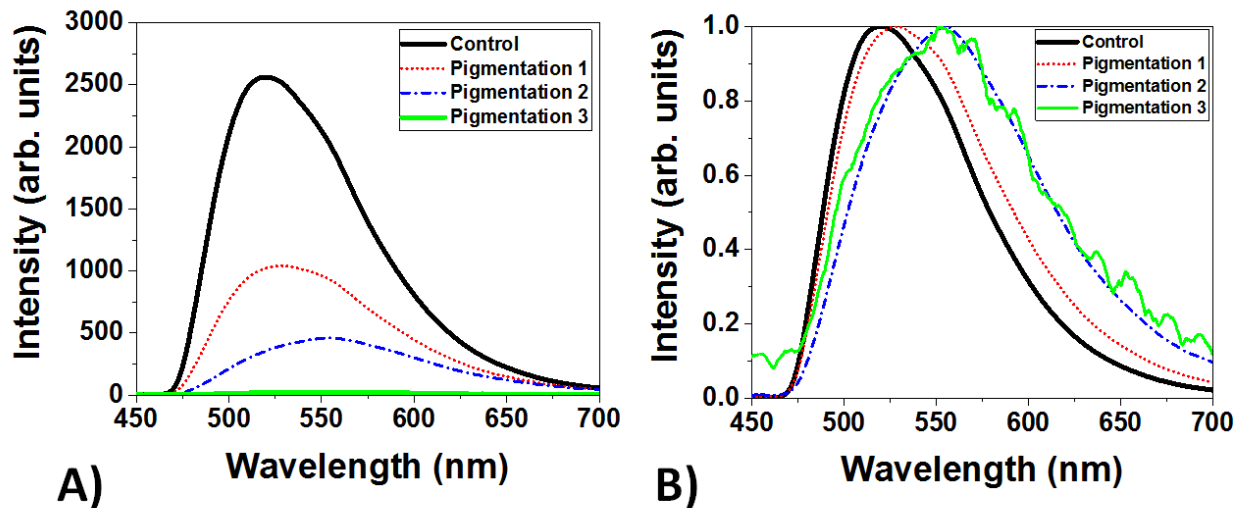 3000
2500
2000
1500
1000
500
0
450 500 550 600 650 700
Intensity (arb. units)
Wavelength (nm)
Control
Pigmentation 1
Pigmentation 2
Pigmentation 3
A)
1.0
0.8
0.6
0.4
0.2
0.0
450 500 550 600 650 700
Intensity (arb. units)
Wavelength (nm)
Control
Pigmentation 1
Pigmentation 2
Pigmentation 3
B)